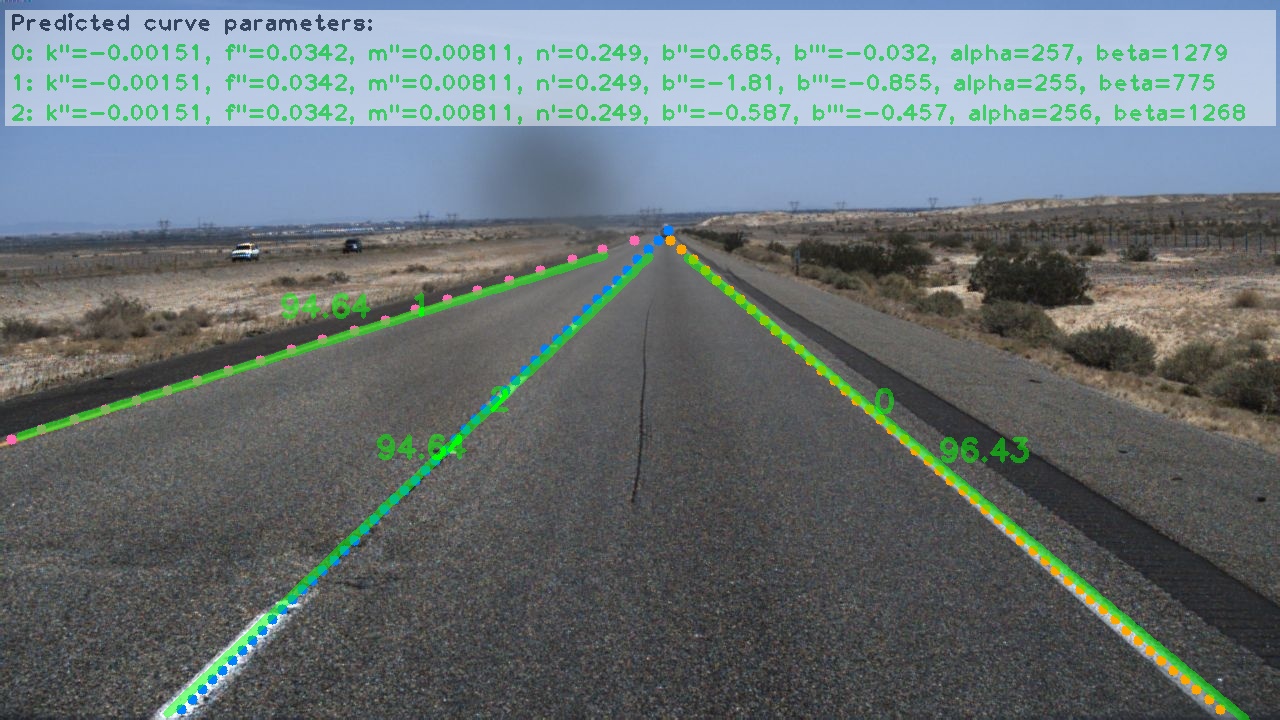 Predicted curve parameters:
0: k''=-0.00151, f''=0.0342, m''=0.00811, n'=0.249, b''=0.685, b'''=-0.032, alpha=257, beta=1279
1: k''=-0.00151, f''=0.0342, m''=0.00811, n'=0.249, b''=-1.81, b'''=-0.855, alpha=255, beta=775
2: k''=-0.00151, f''=0.0342, m''=0.00811, n'=0.249, b''=-0.587, b'''=-0.457, alpha=256, beta=1268
94.64 1
2 0
94.64 96.43